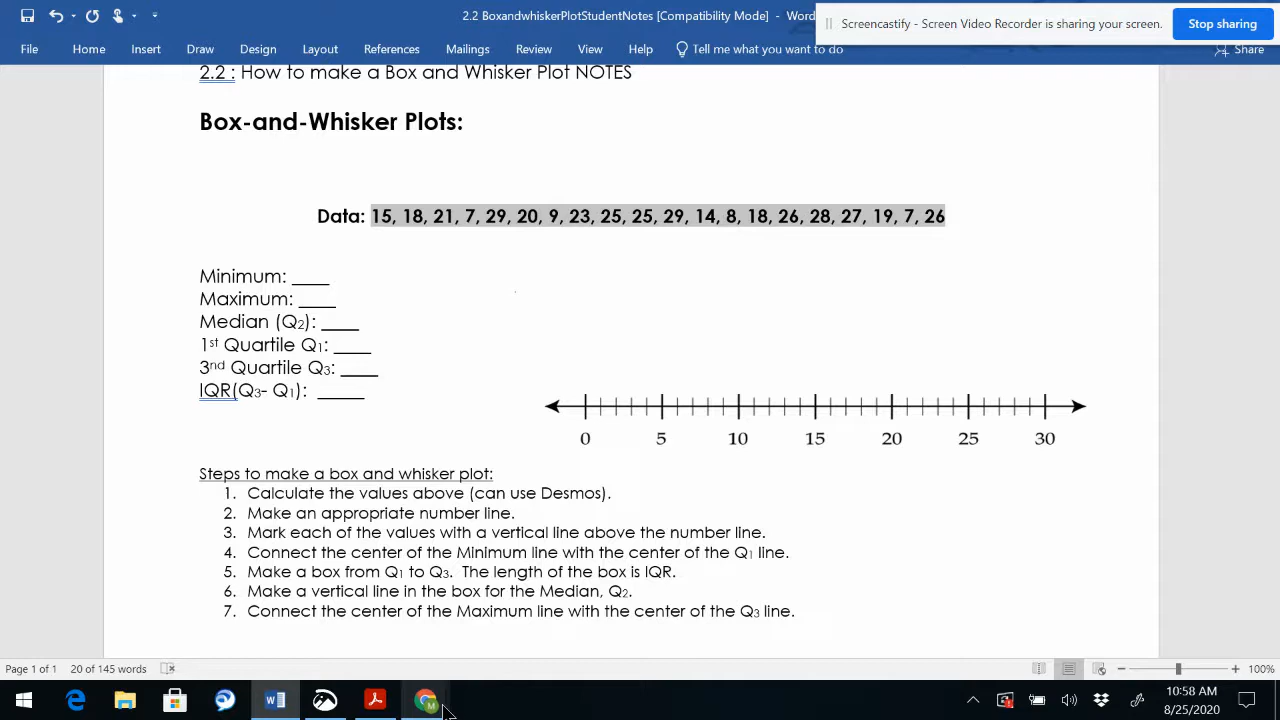 2.2 BoxandwhiskerPlotStudentNotes [Compatibility Mode] - Word
Screencastify - Screen Video Recorder is sharing your screen.
Stop sharing
File Home Insert Draw Design Layout References Mailings Review View Help Tell me what you want to do Share
2.2 : How to make a Box and Whisker Plot NOTES
Box-and-Whisker Plots:
Data: 15, 18, 21, 7, 29, 20, 9, 23, 25, 25, 29, 14, 8, 18, 26, 28, 27, 19, 7, 26
Minimum: ____
Maximum: ____
Median (Q2): ____
1st Quartile Q1: ____
3nd Quartile Q3: ____
IQR(Q3- Q1): _____
0 5 10 15 20 25 30
Steps to make a box and whisker plot:
1. Calculate the values above (can use Desmos).
2. Make an appropriate number line.
3. Mark each of the values with a vertical line above the number line.
4. Connect the center of the Minimum line with the center of the Q1 line.
5. Make a box from Q1 to Q3. The length of the box is IQR.
6. Make a vertical line in the box for the Median, Q2.
7. Connect the center of the Maximum line with the center of the Q3 line.
Page 1 of 1 20 of 145 words 100%
10:58 AM
8/25/2020